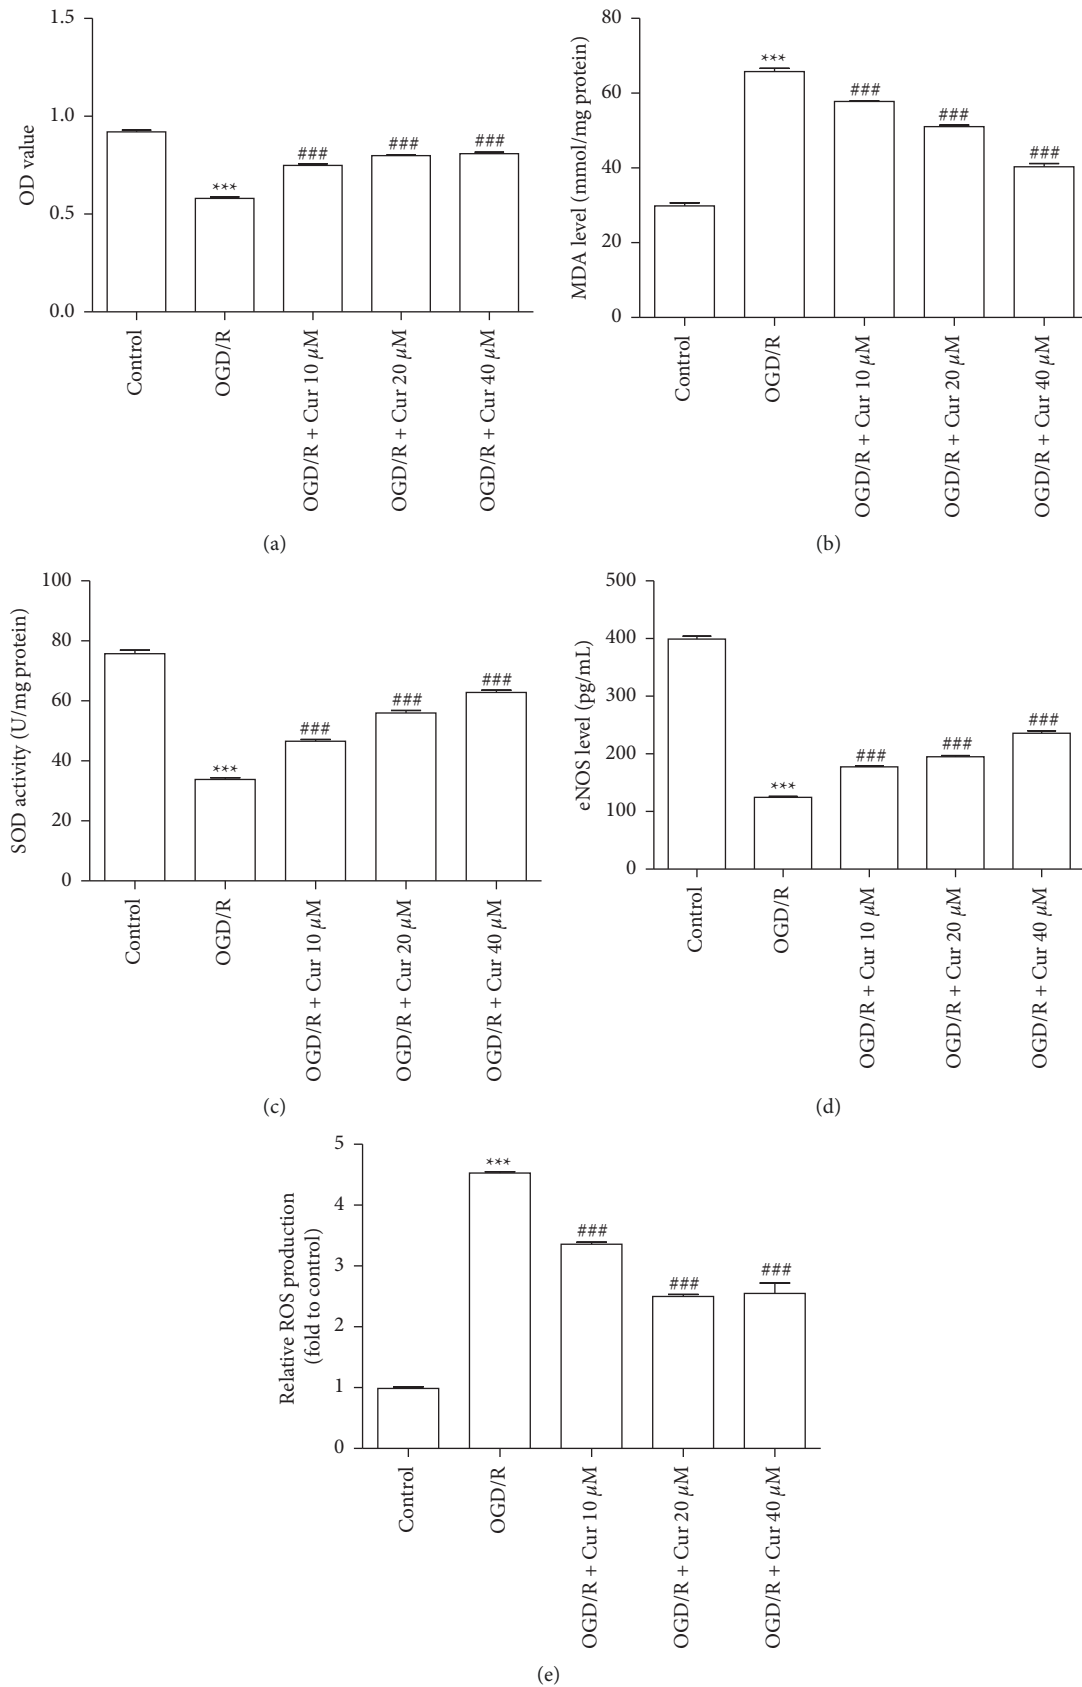 1.5
1.0
0.5
0.0
OD value
***
###
###
###
Control
OGD/R
OGD/R + Cur 10 μM
OGD/R + Cur 20 μM
OGD/R + Cur 40 μM
(a)
80
60
40
20
0
MDA level (mmol/mg protein)
***
###
###
###
Control
OGD/R
OGD/R + Cur 10 μM
OGD/R + Cur 20 μM
OGD/R + Cur 40 μM
(b)
100
80
60
40
20
0
SOD activity (U/mg protein)
***
###
###
###
Control
OGD/R
OGD/R + Cur 10 μM
OGD/R + Cur 20 μM
OGD/R + Cur 40 μM
(c)
500
400
300
200
100
0
eNOS level (pg/mL)
***
###
###
###
Control
OGD/R
OGD/R + Cur 10 μM
OGD/R + Cur 20 μM
OGD/R + Cur 40 μM
(d)
5
4
3
2
1
0
Relative ROS production
(fold to control)
***
###
###
###
Control
OGD/R
OGD/R + Cur 10 μM
OGD/R + Cur 20 μM
OGD/R + Cur 40 μM
(e)